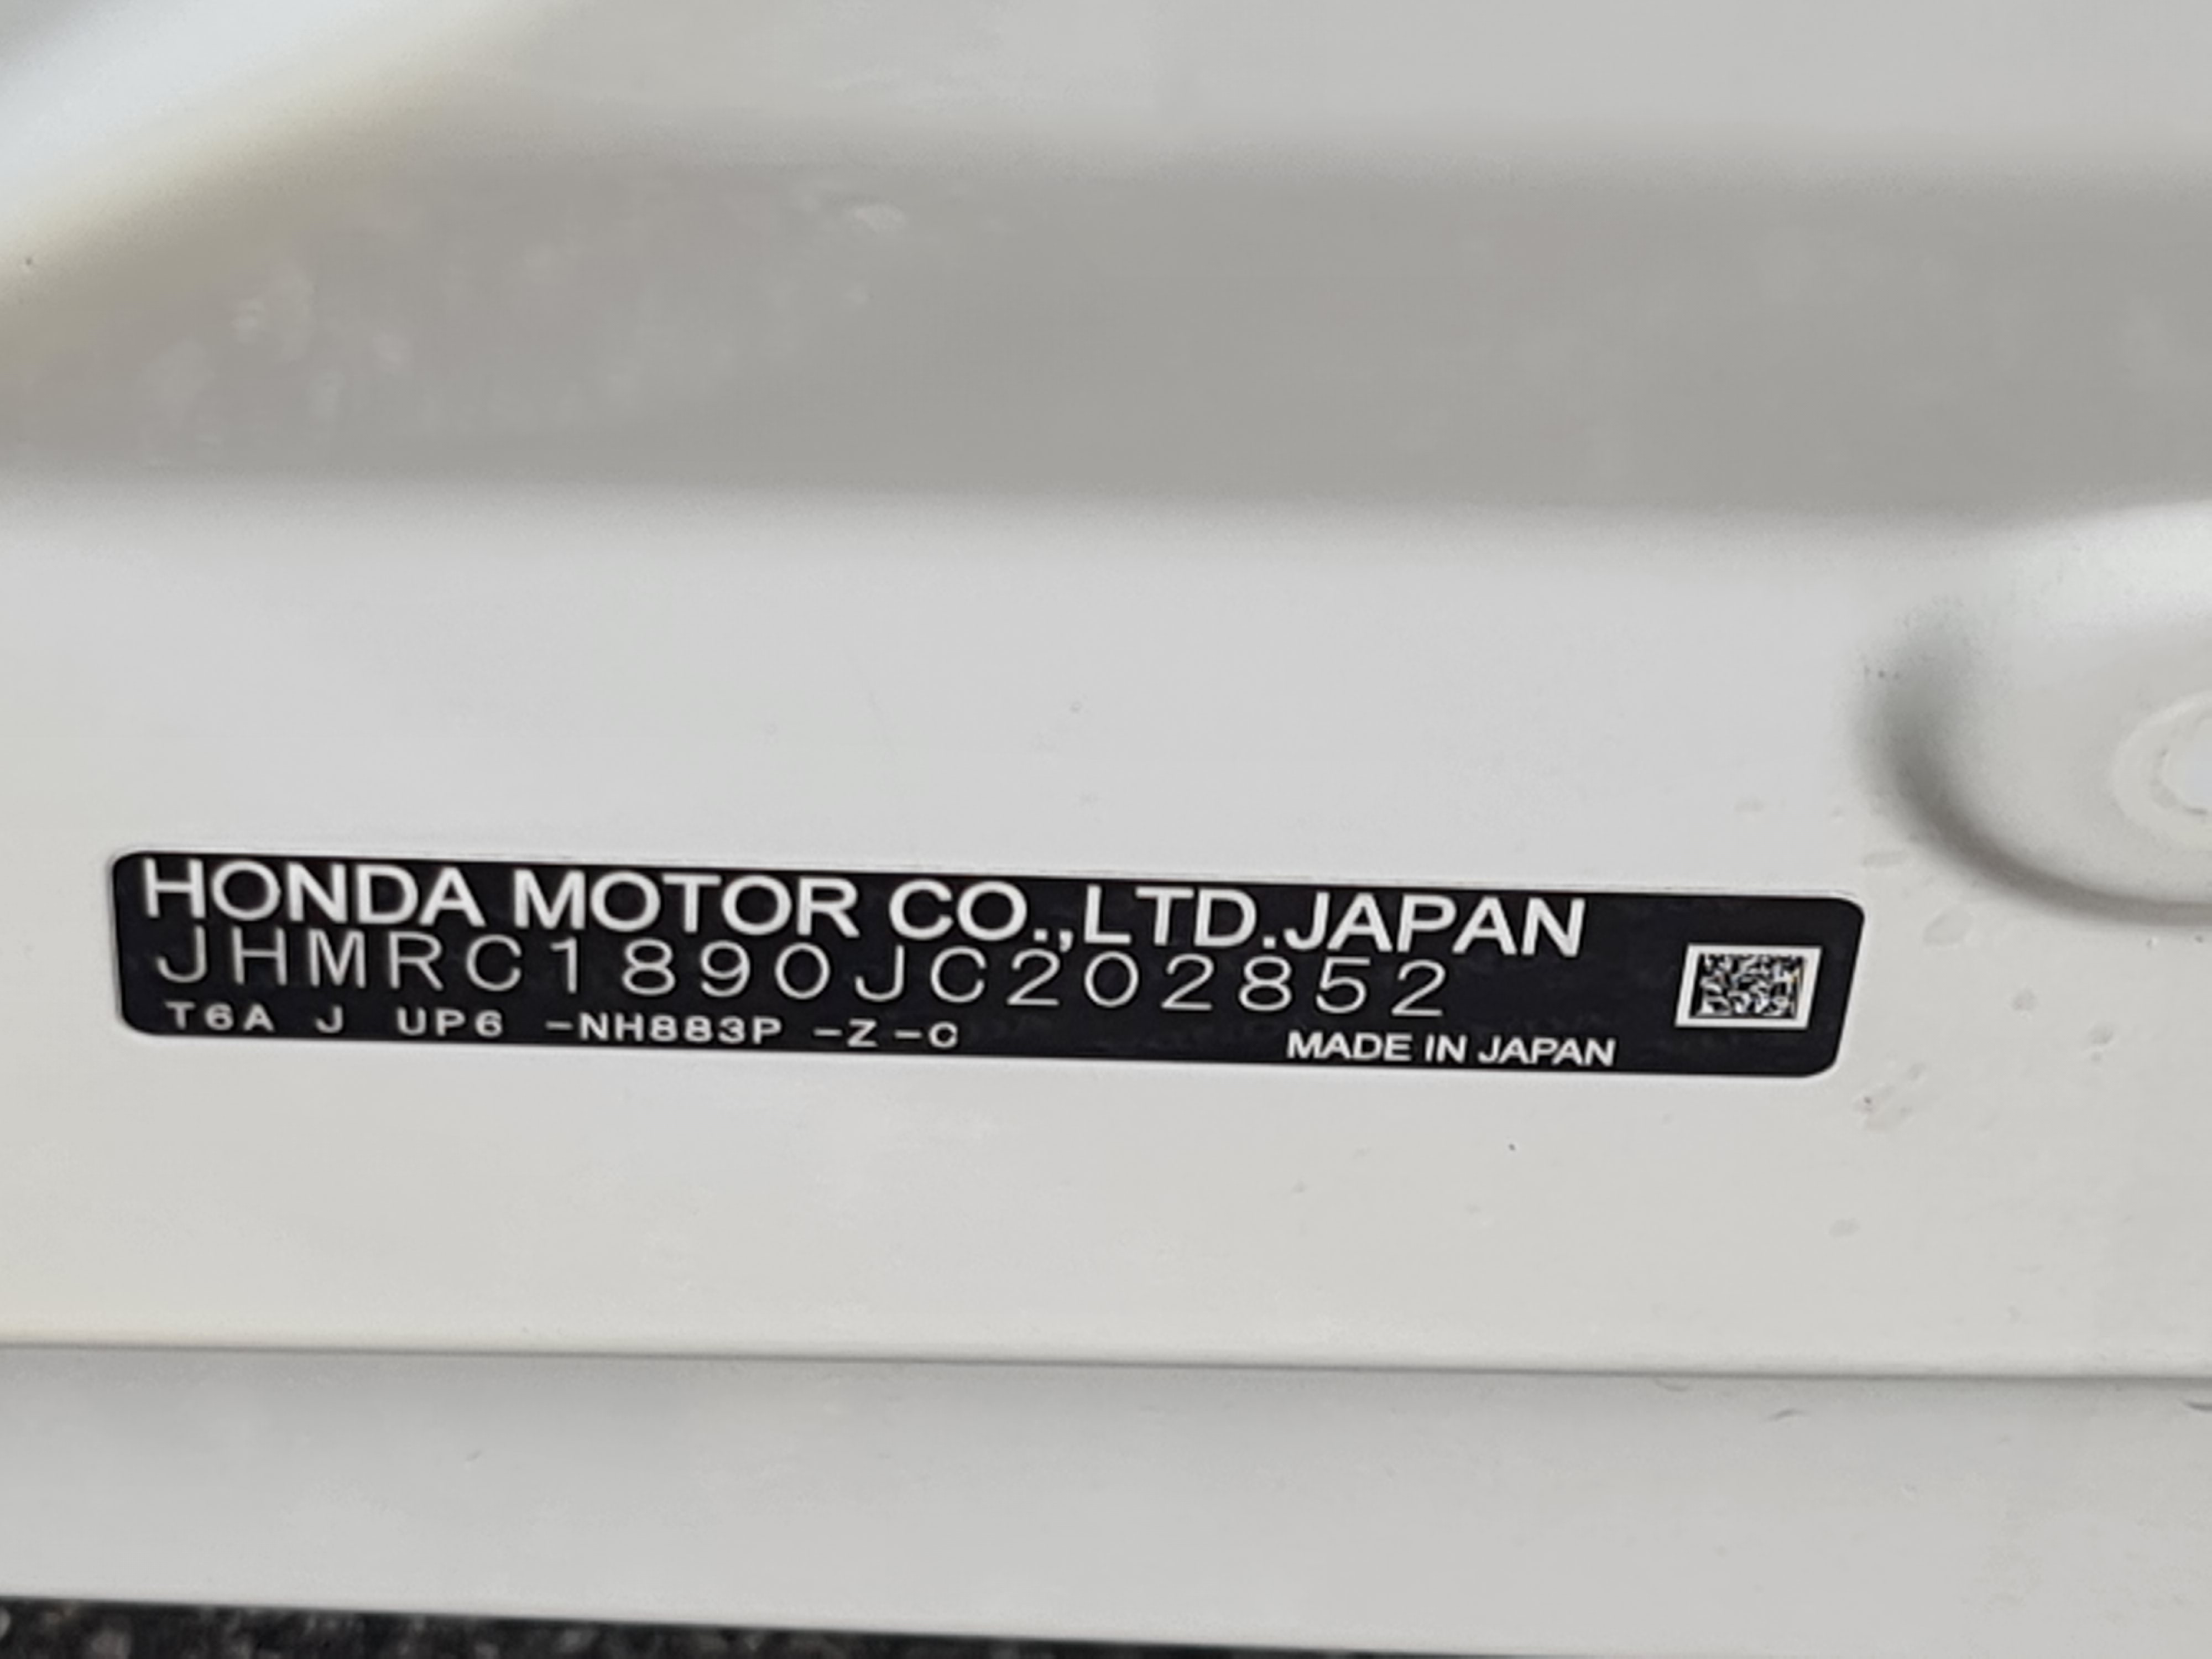 HONDA MOTOR CO.,LTD.JAPAN
JHMRC1890JC202852
T6A J UP6 -NH883P -Z -C
MADE IN JAPAN